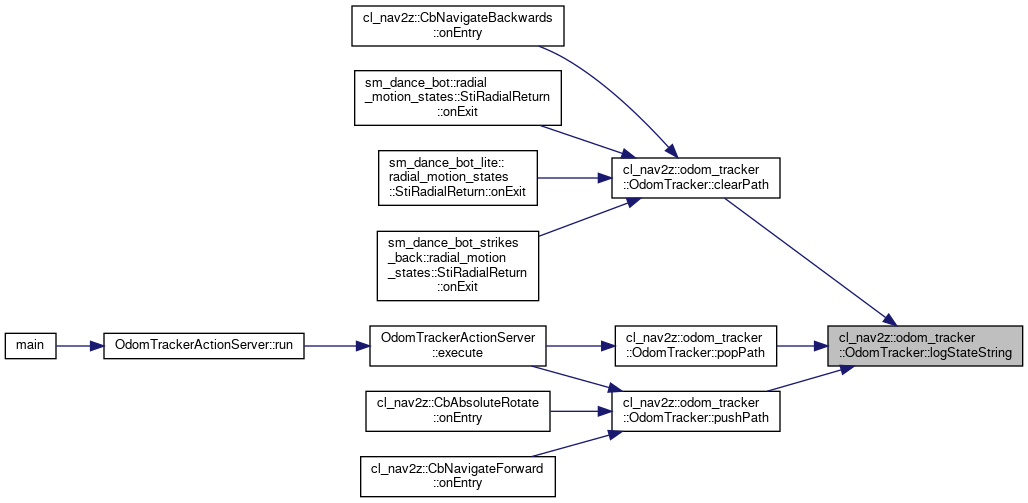 cl_nav2z::CbNavigateBackwards
::onEntry
sm_dance_bot::radial
_motion_states::StiRadialReturn
::onExit
sm_dance_bot_lite::
radial_motion_states
::StiRadialReturn::onExit
cl_nav2z::odom_tracker
::OdomTracker::clearPath
sm_dance_bot_strikes
_back::radial_motion
_states::StiRadialReturn
::onExit
main
OdomTrackerActionServer::run
OdomTrackerActionServer
::execute
cl_nav2z::odom_tracker
::OdomTracker::popPath
cl_nav2z::odom_tracker
::OdomTracker::logStateString
cl_nav2z::CbAbsoluteRotate
::onEntry
cl_nav2z::odom_tracker
::OdomTracker::pushPath
cl_nav2z::CbNavigateForward
::onEntry